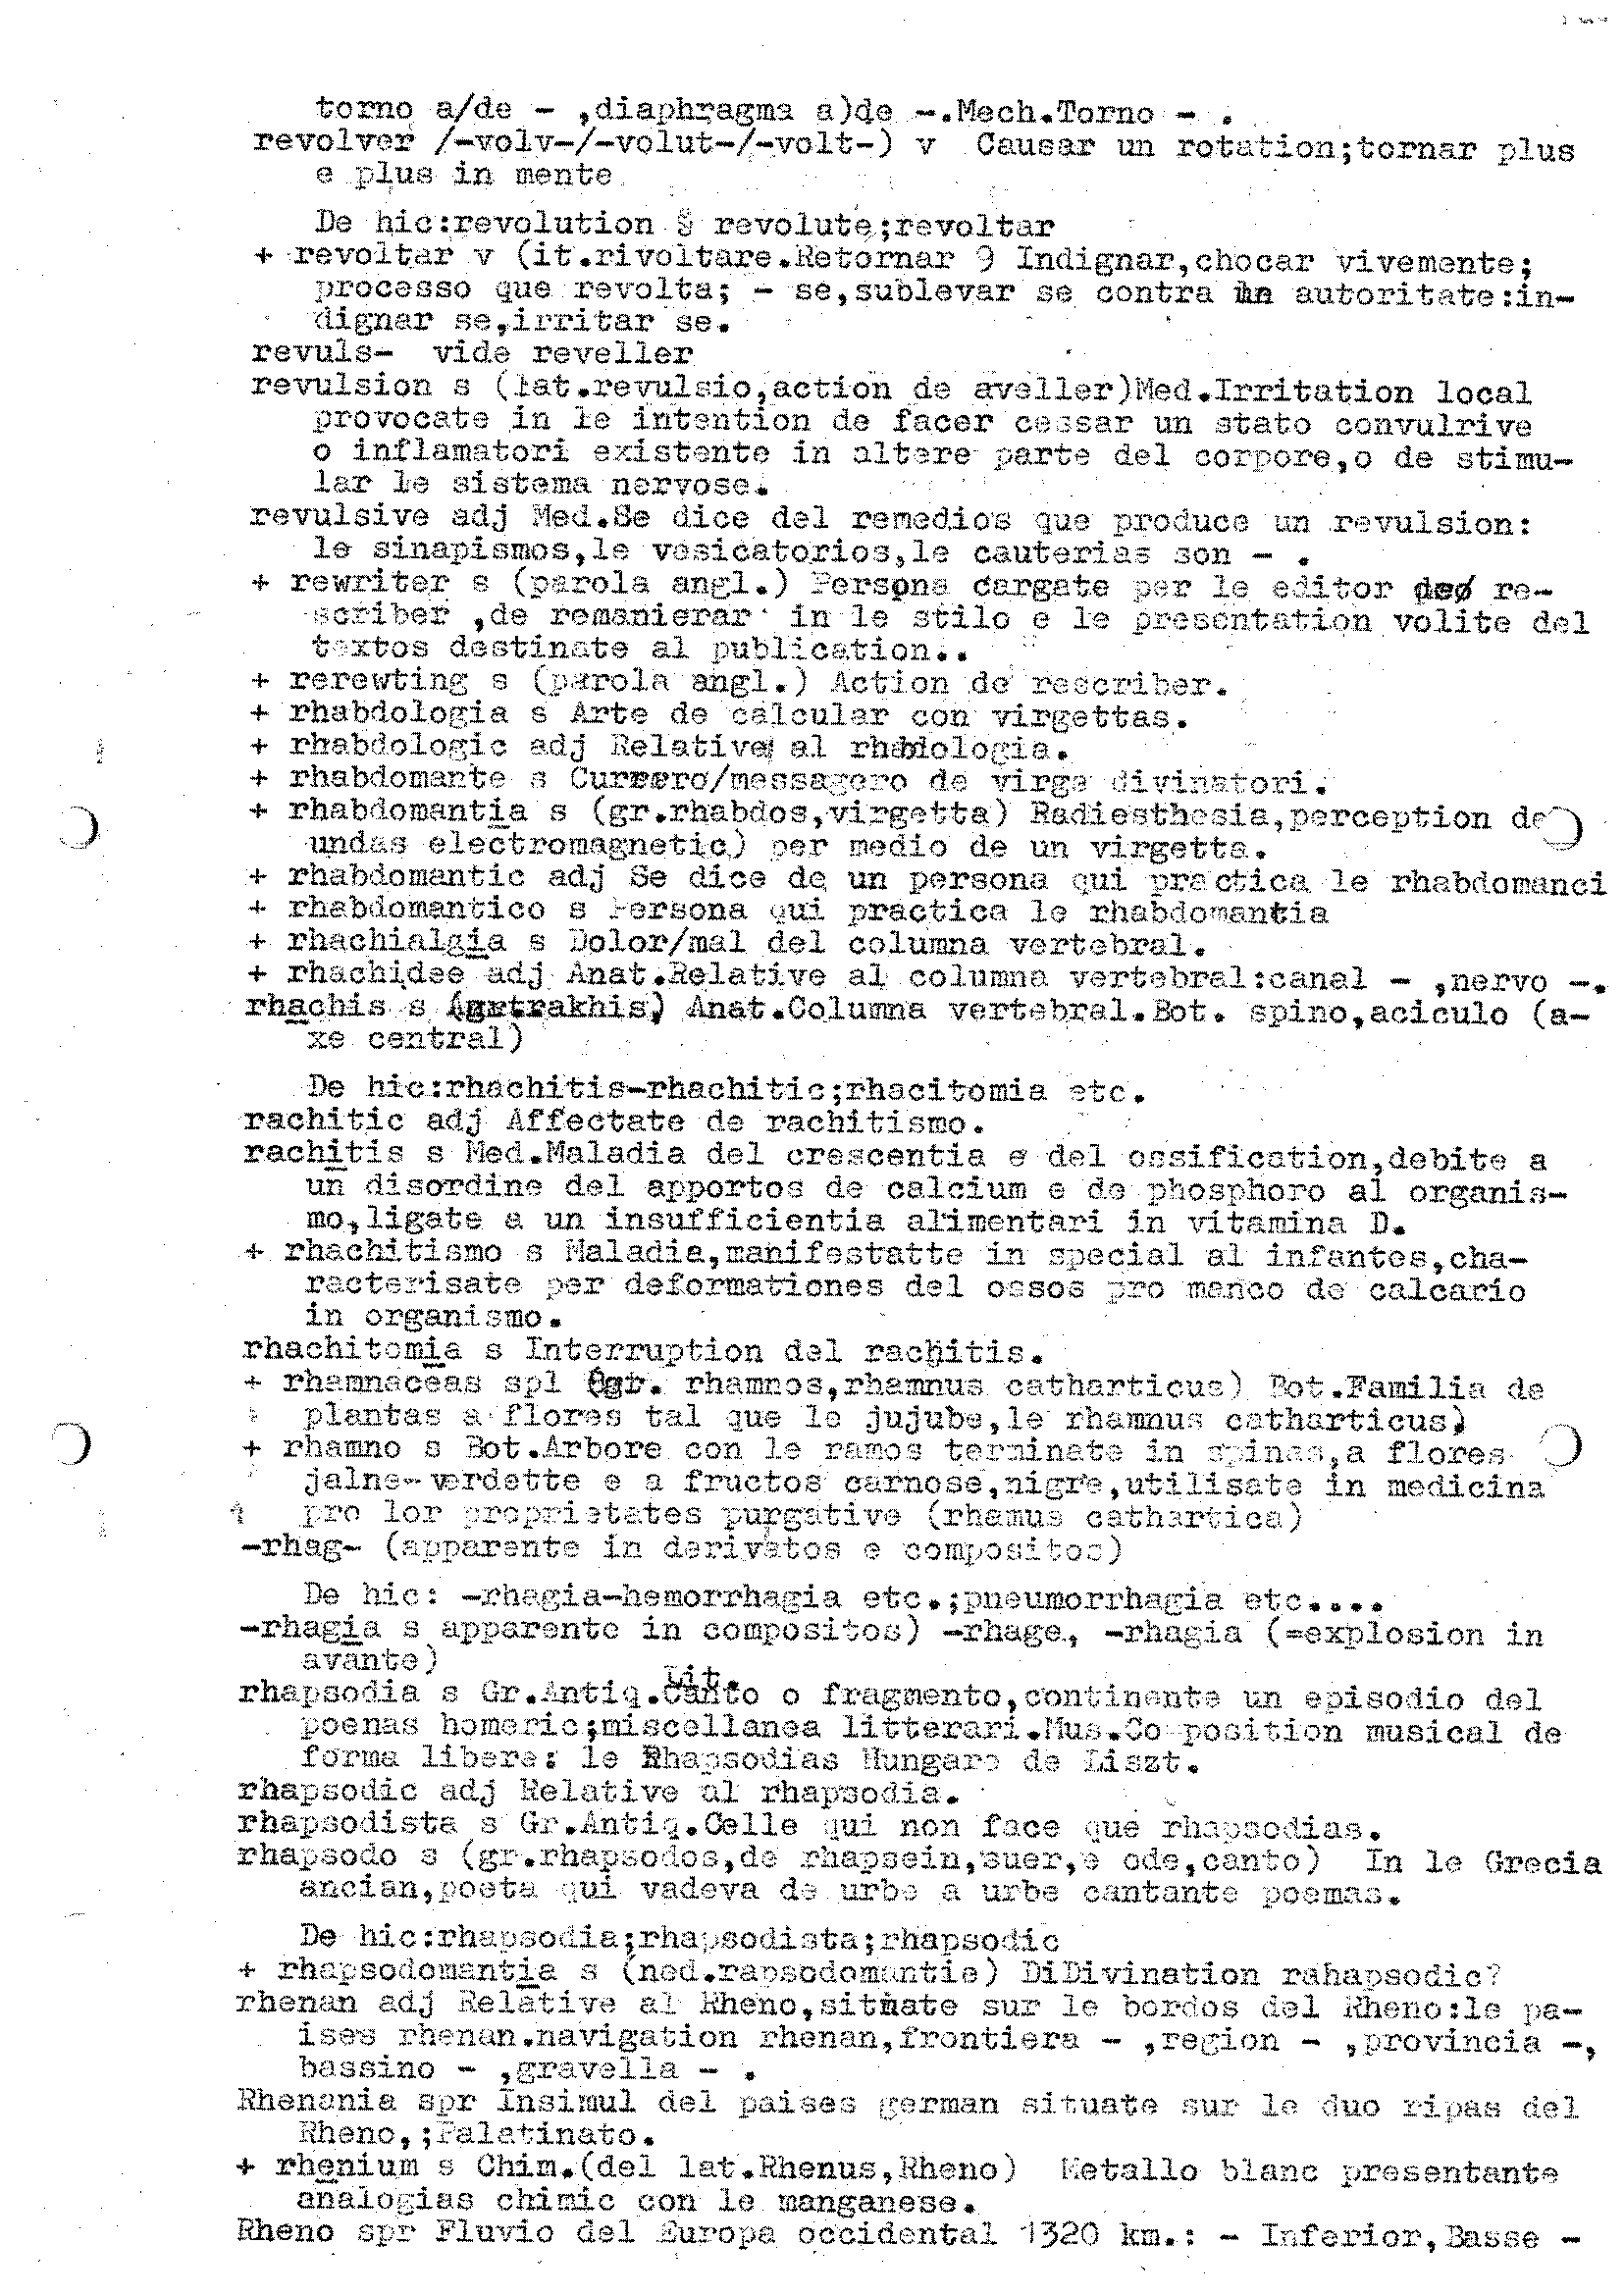 torno a/de - ,diaphragma a)de -.Mech.Torno - .
revolver /-volv-/-volut-/-volt-) v Causar un rotation;tornar plus
e plus in mente
De hic:revolution § revolute;revoltar
+ revoltar v (it.rivoltare.Retornar 9 Indignar,chocar vivemente;
processo que revolta; - se,sublevar se contra un autoritate:in-
dignar se,irritar se.
revuls- vide reveller
revulsion s (lat.revulsio,action de aveller)Med.Irritation local
provocate in le intention de facer cessar un stato convulrive
o inflamatori existente in altere parte del corpore,o de stimu-
lar le sistema nervose.
revulsive adj Med.Se dice del remedios que produce un revulsion:
le sinapismos,le vesicatorios,le cauterias son - .
+ rewriter s (parola angl.) Persona cargate per le editor re-
scriber ,de remanierar in le stilo e le presentation volite del
textos destinate al publication..
+ rerewting s (parola angl.) Action de rescriber.
+ rhabdologia s Arte de calcular con virgettas.
+ rhabdologic adj Relative al rhabdologia.
+ rhabdomante s /messagero de virga divinatori.
+ rhabdomantia s (gr.rhabdos,virgetta) Radiesthesia,perception de
undas electromagnetic) per medio de un virgetta.
+ rhabdomantic adj Se dice de un persona qui practica le rhabdomanci
+ rhabdomantico s Persona qui practica le rhabdomantia
+ rhachialgia s Dolor/mal del columna vertebral.
+ rhachidee adj Anat.Relative al columna vertebral:canal - ,nervo -.
rhachis s (gr.rakhis) Anat.Columna vertebral.Bot. spino,aciculo (a-
xe central)
De hic:rhachitis-rhachitic;rhacitomia etc.
rachitic adj Affectate de rachitismo.
rachitis s Med.Maladia del crescentia e del ossification,debite a
un disordine del apportos de calcium e de phosphoro al organis-
mo,ligate a un insufficientia alimentari in vitamina D.
+ rhachitismo s Maladia,manifestatte in special al infantes,cha-
racterisate per deformationes del ossos pro manco de calcario
in organismo.
rhachitomia s Interruption del rachitis.
+ rhamnaceas spl (gr. rhamnos,rhamnus catharticus) Bot.Familia de
plantas a flores tal que le jujube,le rhamnus catharticus)
+ rhamno s Bot.Arbore con le ramos terminate in spinas,a flores
jalne-verdette e a fructos carnose,nigre,utilisate in medicina
pro lor proprietates purgative (rhamus cathartica)
-rhag- (apparente in derivatos e compositos)
De hic: -rhagia-hemorrhagia etc.;pneumorrhagia etc....
-rhagia s apparente in compositos) -rhage, -rhagia (=explosion in
avante)
rhapsodia s Gr.Antiq.Lit.Canto o fragmento,continente un episodio del
poenas homeric;miscellanea litterari.Mus.Co position musical de
forma libere: le Rhapsodias Hungare de Liszt.
rhapsodic adj Relative al rhapsodia.
rhapsodista s Gr.Antiq.Celle qui non face que rhapsodias.
rhapsodo s (gr.rhapsodos,de rhapsein,suer,e ode,canto) In le Grecia
ancian,poeta qui vadeva de urbe a urbe cantante poemas.
De hic:rhapsodia;rhapsodista;rhapsodic
+ rhapsodomantia s (ned.rapsodomantie) DiDivination rahapsodic?
rhenan adj Relative al Rheno,situate sur le bordos del Rheno:le pa-
ises rhenan.navigation rhenan,frontiera - ,region - ,provincia -,
bassino - ,gravella - .
Rhenania spr Insimul del paises german situate sur le duo ripas del
Rheno,;Palatinato.
+ rhenium s Chim.(del lat.Rhenus,Rheno) Metallo blanc presentante
analogias chimic con le manganese.
Rheno spr Fluvio del Europa occidental 1320 km.: - Inferior,Basse -